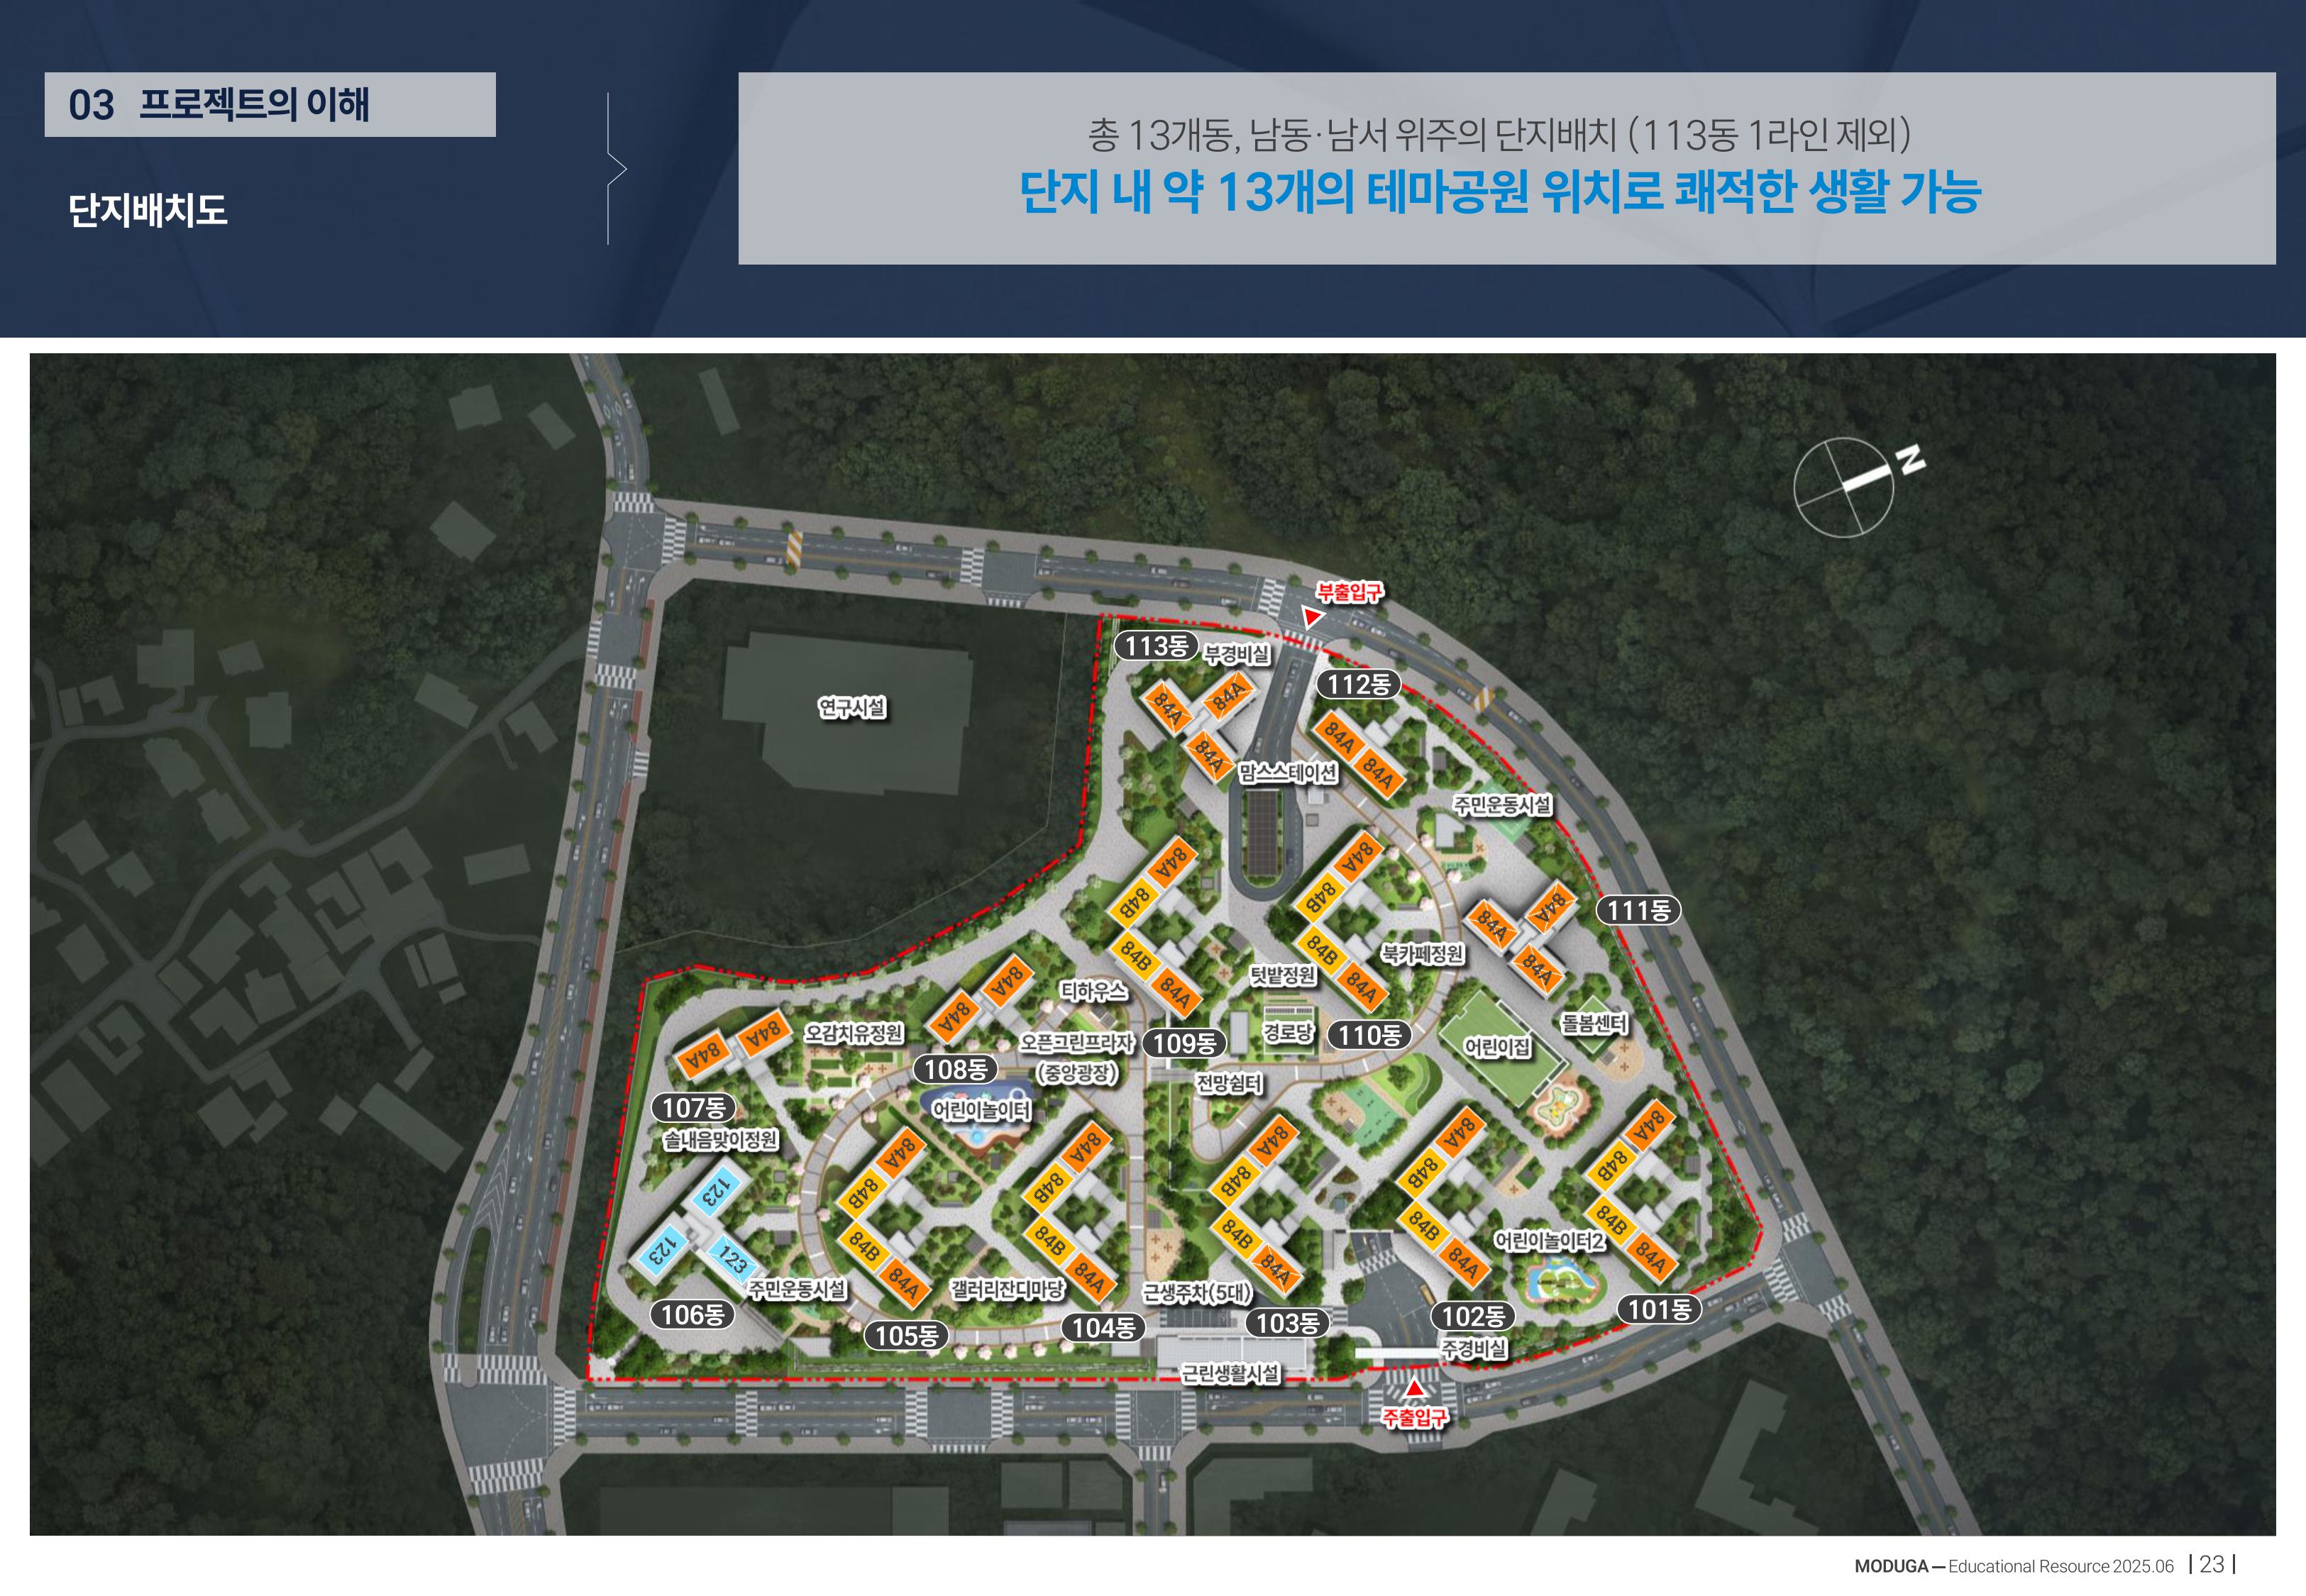 03 프로젝트의 이해
단지배치도
총 13개동, 남동·남서 위주의 단지배치 (113동 1라인 제외)
단지 내 약 13개의 테마공원 위치로 쾌적한 생활 가능
N
부출입구
113동
부경비실
112동
84A
84A
84A
84A
84A
연구시설
맘스스테이션
주민운동시설
84A
84B
84B
84A
84A
84B
84B
84A
84A
84A
84A
111동
북카페정원
텃밭정원
티하우스
84A
84A
108동
오감치유정원
84A
84A
107동
오픈그린프라자
(중앙광장)
109동
경로당
110동
어린이집
돌봄센터
전망쉼터
어린이놀이터
솔내음맞이정원
123
123
123
106동
주민운동시설
84A
84B
84B
84A
105동
갤러리잔디마당
84A
84B
84B
84A
104동
근생주차(5대)
84A
84B
84B
84A
103동
84A
84B
84B
84A
102동
어린이놀이터2
84A
84B
84B
84A
101동
주경비실
근린생활시설
주출입구
MODUGA — Educational Resource 2025.06 | 23 |